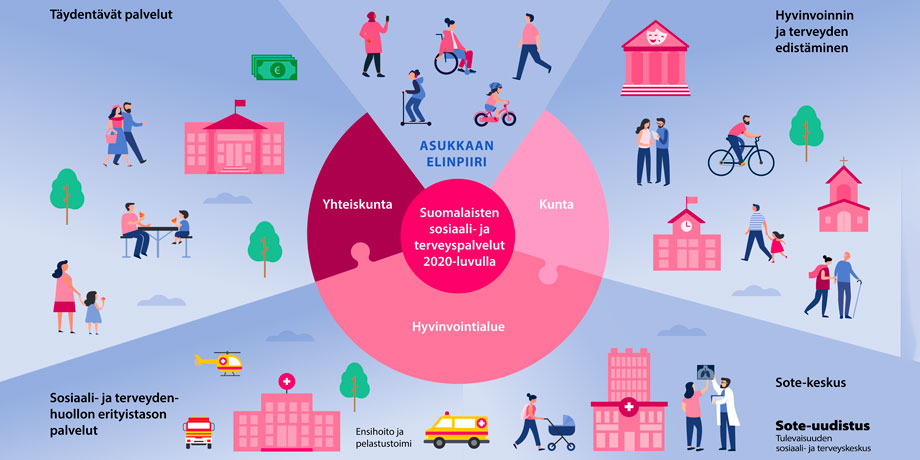 Täydentävät palvelut
Hyvinvoinnin
ja terveyden
edistäminen
ASUKKAAN
ELINPIIRI
Yhteiskunta
Suomalaisten
sosiaali- ja
terveyspalvelut
2020-luvulla
Kunta
Hyvinvointialue
Sosiaali- ja terveyden-
huollon erityistason
palvelut
Ensihoito ja
pelastustoimi
Sote-keskus
Sote-uudistus
Tulevaisuuden
sosiaali- ja terveyskeskus